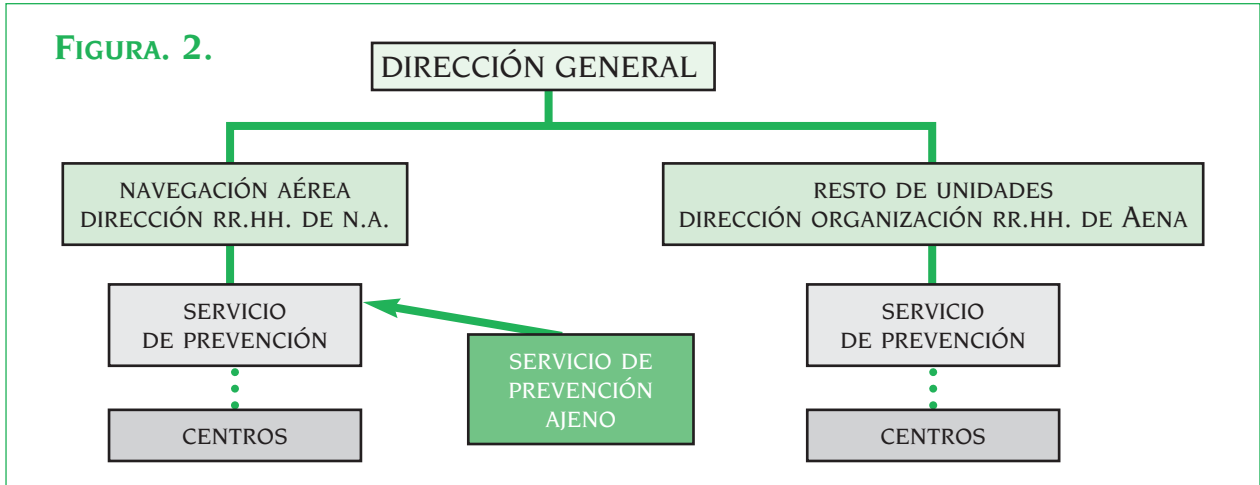 FIGURA. 2.
DIRECCIÓN GENERAL
NAVEGACIÓN AÉREA
DIRECCIÓN RR.HH. DE N.A.
RESTO DE UNIDADES
DIRECCIÓN ORGANIZACIÓN RR.HH. DE AENA
SERVICIO
DE PREVENCIÓN
SERVICIO DE
PREVENCIÓN
AJENO
SERVICIO
DE PREVENCIÓN
CENTROS
CENTROS